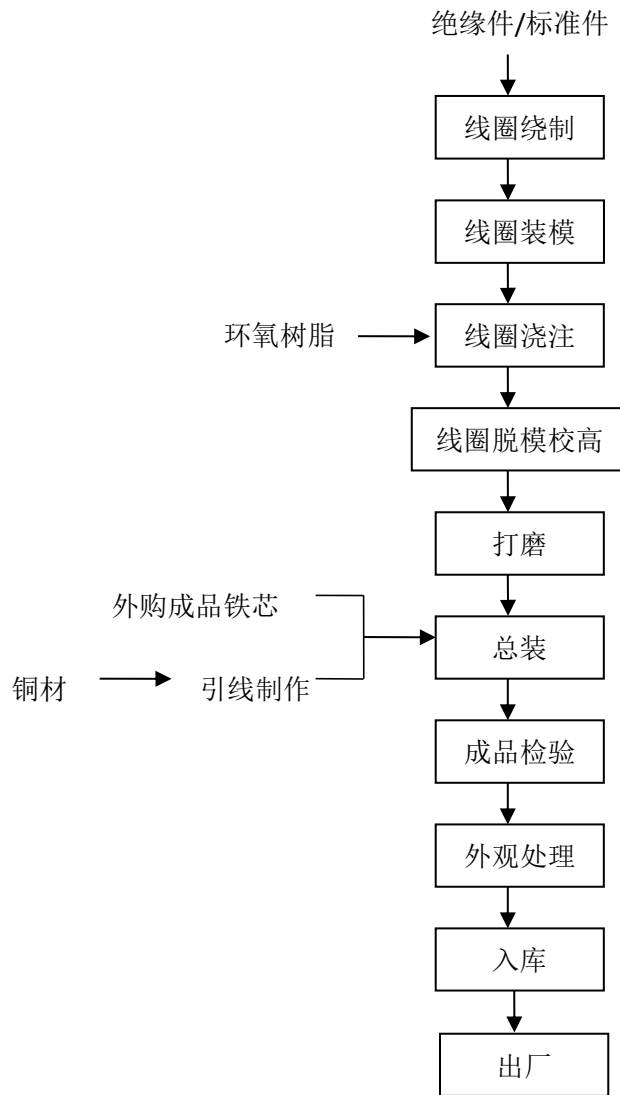 绝缘件/标准件
线圈绕制
线圈装模
环氧树脂
线圈浇注
线圈脱模校高
打磨
外购成品铁芯
总装
铜材
引线制作
成品检验
外观处理
入库
出厂